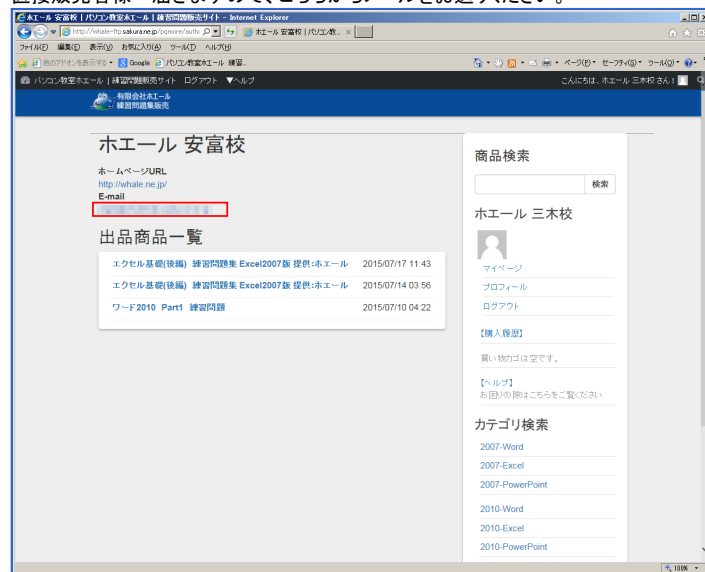 直接販売者様へ届きますので、こちらからメールをお送りください。
ホエール 安富校 | パソコン教室ホエール | 練習問題集販売サイト - Internet Explorer
http://whale-ftp.sakura.ne.jp/pqmore/auth
ホエール 安富校 | パソコン教...
ファイル(F) 編集(E) 表示(V) お気に入り(A) ツール(T) ヘルプ(H)
他のアドオンを表示する Google パソコン教室ホエール 練習...
ページ(P) セーフティ(S) ツール(O)
パソコン教室ホエール | 練習問題集販売サイト ログアウト ▼ヘルプ
こんにちは、ホエール 三木校 さん!
有限会社ホエール
練習問題集販売
ホエール 安富校
ホームページURL
http://whale.ne.jp/
E-mail
出品商品一覧
エクセル基礎(後編) 練習問題集 Excel2007版 提供:ホエール 2015/07/17 11:43
エクセル基礎(後編) 練習問題集 Excel2007版 提供:ホエール 2015/07/14 03:56
ワード2010 Part1 練習問題 2015/07/10 04:22
商品検索
検索
ホエール 三木校
マイページ
プロフィール
ログアウト
【購入履歴】
買い物カゴは空です。
【ヘルプ】
お困りの際はこちらをご覧ください
カテゴリ検索
2007-Word
2007-Excel
2007-PowerPoint
2010-Word
2010-Excel
2010-PowerPoint
100%